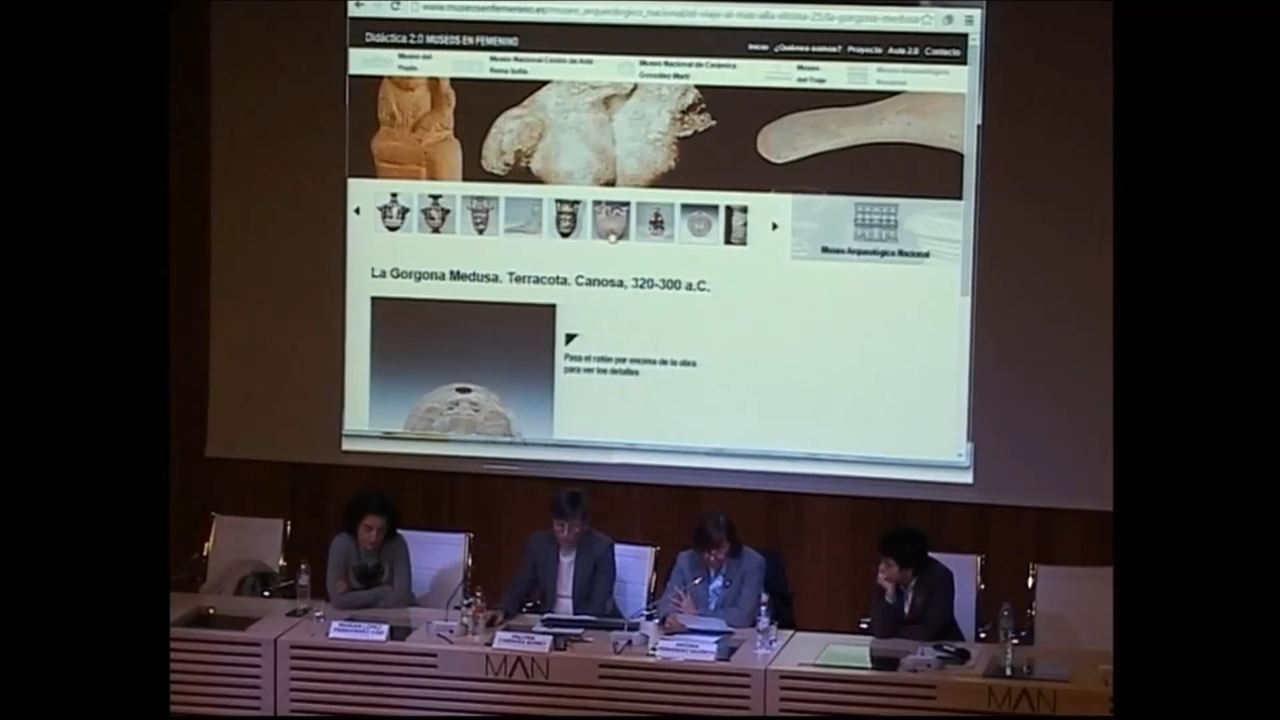 Didáctica 2.0 MUSEOS EN FEMENINO
Inicio ¿Quiénes somos? Proyecto Aula 2.0 Contacto
Museo del
Prado
Museo Nacional Centro de Arte
Reina Sofía
Museo Nacional de Cerámica
González Martí
Museo
del Traje
Museo Arqueológico Nacional
La Gorgona Medusa. Terracota. Canosa, 320-300 a.C.
Pasa el ratón por encima de la obra
para ver los detalles
MAN
MAN